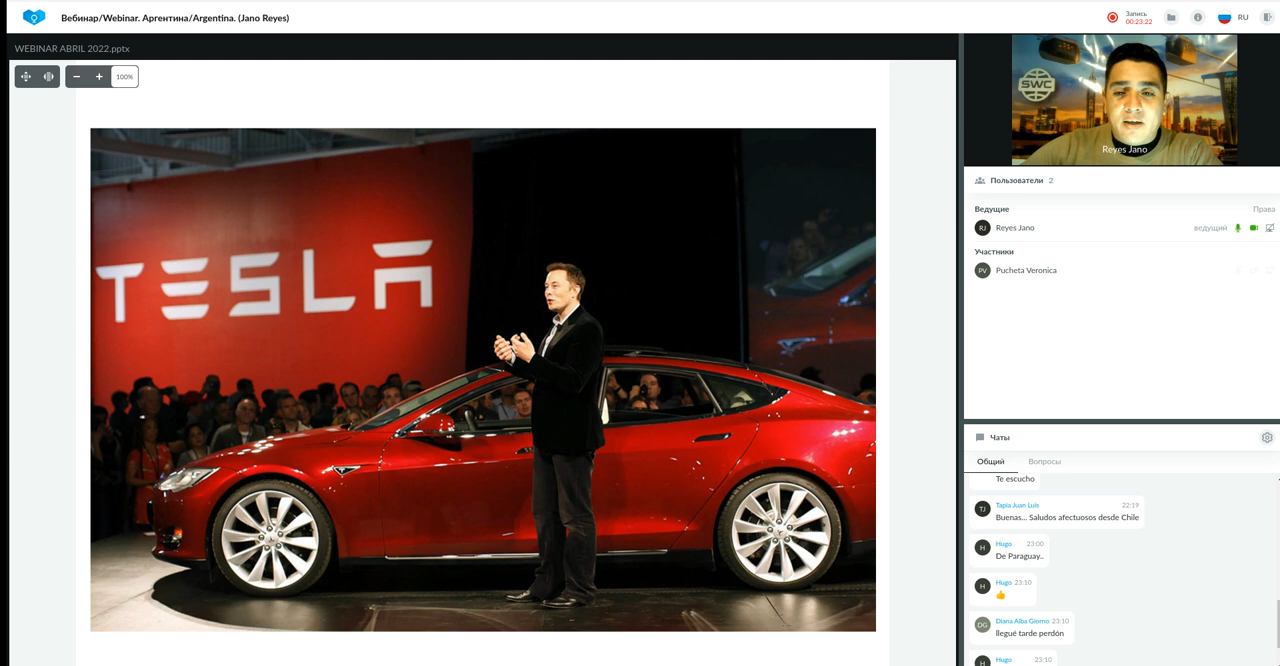 Вебинар/Webinar. Аргентина/Argentina. (Jano Reyes)
Запись
00:23:22
RU
WEBINAR ABRIL 2022.pptx
100%
TESLA
SWC
Reyes Jano
Пользователи 2
Ведущие Права
RJ Reyes Jano ведущий
Участники
PV Pucheta Veronica
Чаты
Общий Вопросы
Te escucho
TJ Tapia Juan Luis 22:19
Buenas... Saludos afectuosos desde Chile
H Hugo 23:00
De Paraguay..
H Hugo 23:10
👍
DG Diana Alba Giorno 23:10
llegué tarde perdón
H Hugo 23:10